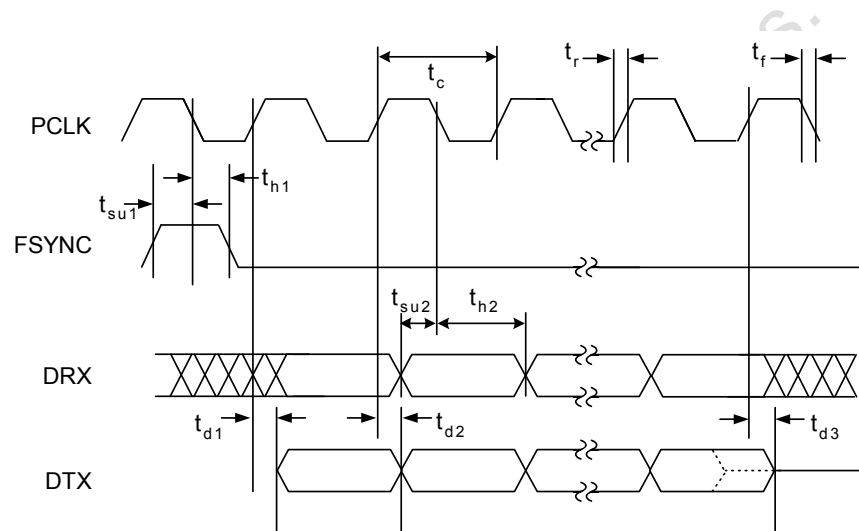 t_c
t_r
t_f
PCLK
t_h1
t_su1
FSYNC
t_su2
t_h2
DRX
t_d1
t_d2
t_d3
DTX